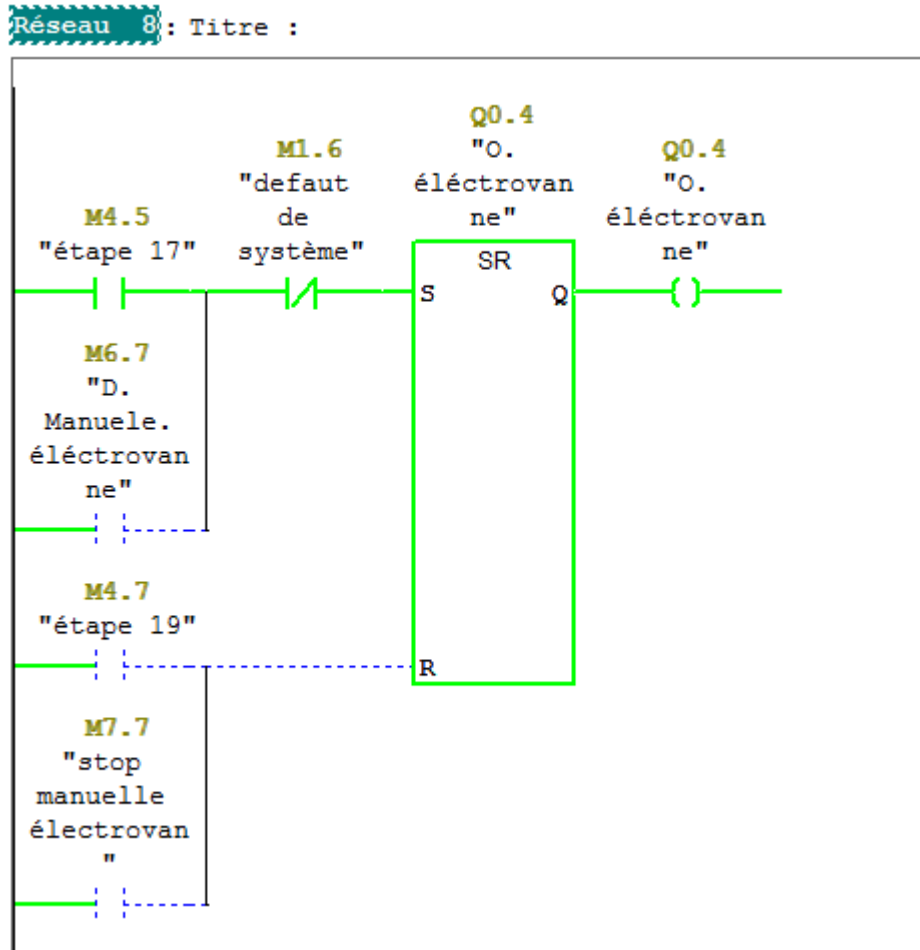 Réseau 8: Titre :
Q0.4
"O.
éléctrovan
ne"
Q0.4
"O.
éléctrovan
ne"
M1.6
"defaut
de
système"
M4.5
"étape 17"
SR
S
Q
M6.7
"D.
Manuele.
éléctrovan
ne"
M4.7
"étape 19"
R
M7.7
"stop
manuelle
électrovan
"